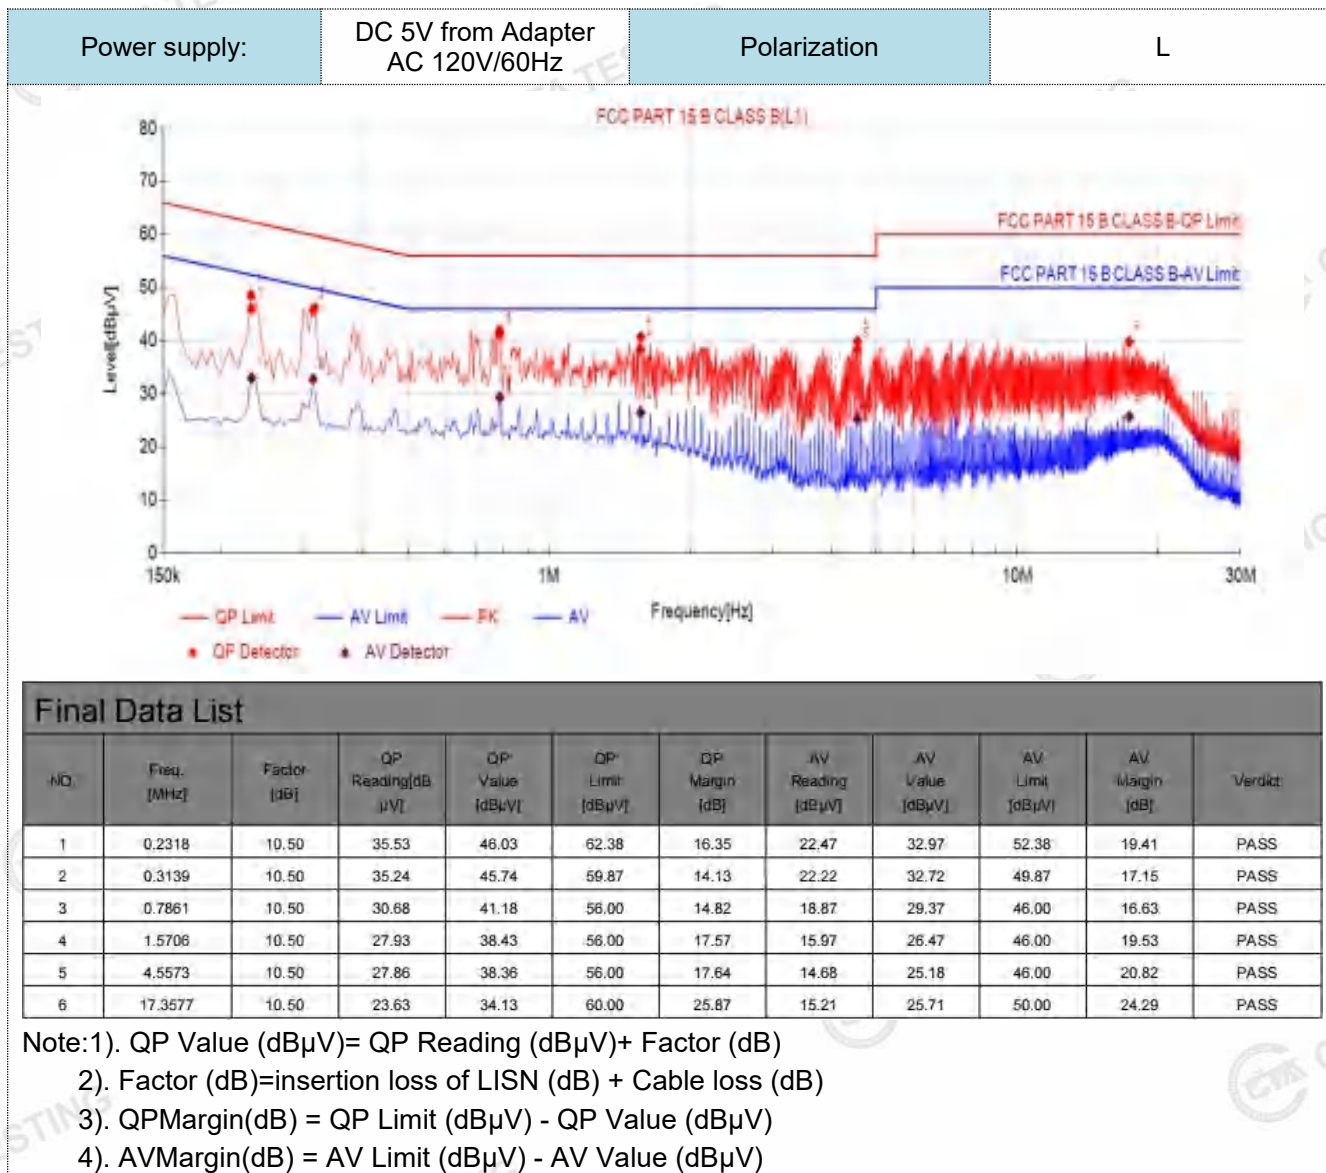 Power supply:
DC 5V from Adapter
AC 120V/60Hz
Polarization
L
FCC PART 15 B CLASS B(L1)
80
70
60
50
40
30
20
10
0
Level[dBμV]
FCC PART 15 B CLASS B-QP Limit
FCC PART 15 B CLASS B-AV Limit
150k
1M
10M
30M
Frequency[Hz]
QP Limit AV Limit PK AV
QP Detector AV Detector
Final Data List
NO. Freq. [MHz] Factor [dB] QP Reading[dBμV] QP Value [dBμV] QP Limit [dBμV] QP Margin [dB] AV Reading [dBμV] AV Value [dBμV] AV Limit [dBμV] AV Margin [dB] Verdict
1 0.2318 10.50 35.53 46.03 62.38 16.35 22.47 32.97 52.38 19.41 PASS
2 0.3139 10.50 35.24 45.74 59.87 14.13 22.22 32.72 49.87 17.15 PASS
3 0.7861 10.50 30.68 41.18 56.00 14.82 18.87 29.37 46.00 16.63 PASS
4 1.5706 10.50 27.93 38.43 56.00 17.57 15.97 26.47 46.00 19.53 PASS
5 4.5573 10.50 27.86 38.36 56.00 17.64 14.68 25.18 46.00 20.82 PASS
6 17.3577 10.50 23.63 34.13 60.00 25.87 15.21 25.71 50.00 24.29 PASS
Note:1). QP Value (dBμV)= QP Reading (dBμV)+ Factor (dB)
2). Factor (dB)=insertion loss of LISN (dB) + Cable loss (dB)
3). QPMargin(dB) = QP Limit (dBμV) - QP Value (dBμV)
4). AVMargin(dB) = AV Limit (dBμV) - AV Value (dBμV)
CTA